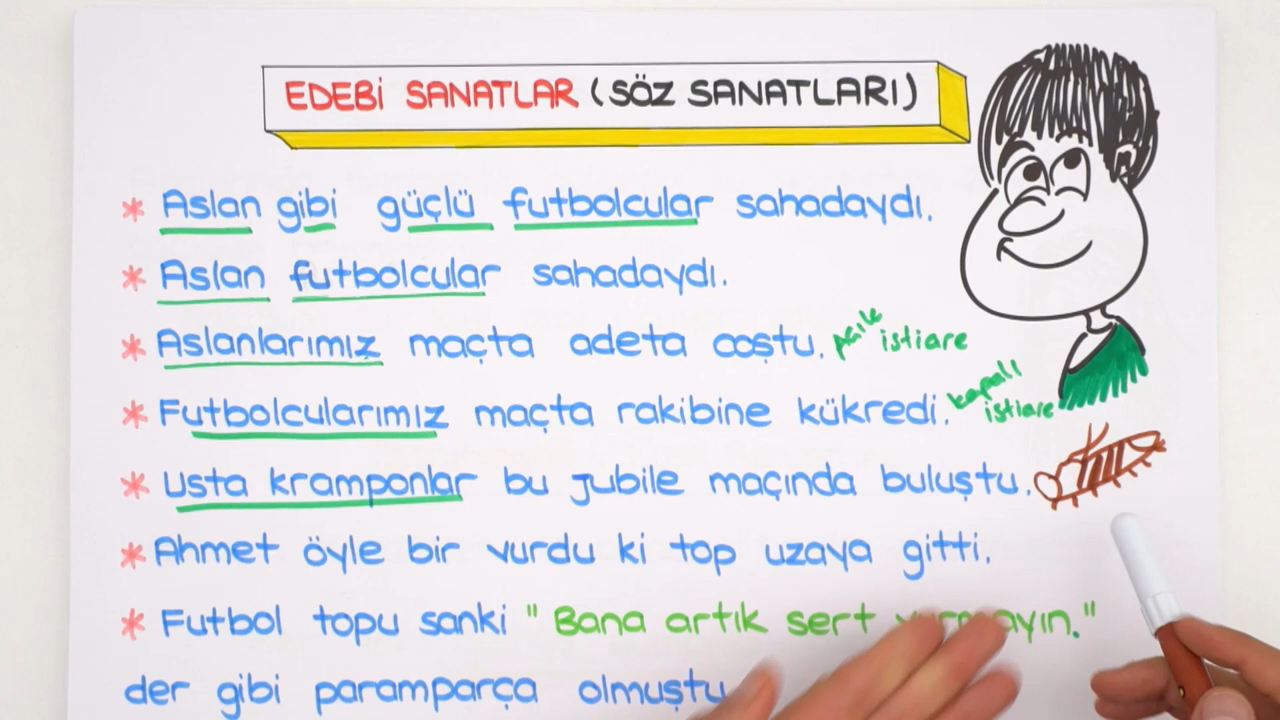 EDEBİ SANATLAR (SÖZ SANATLARI)
* Aslan gibi güçlü futbolcular sahadaydı.
* Aslan futbolcular sahadaydı.
* Aslanlarımız maçta adeta coştu. açık istiare
* Futbolcularımız maçta rakibine kükredi. kapalı istiare
* Usta kramponlar bu jubile maçında buluştu.
* Ahmet öyle bir vurdu ki top uzaya gitti.
* Futbol topu sanki " Bana artık sert
der gibi paramparça olmuştu